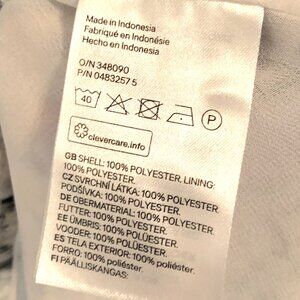 Made in Indonesia
Fabriqué en Indonésie
Hecho en Indonesia
O/N 348090
P/N 0483257 5
40
P
clevercare.info
GB SHELL: 100% POLYESTER. LINING:
100% POLYESTER.
CZ SVRCHNÍ LÁTKA: 100% POLYESTER.
PODŠÍVKA: 100% POLYESTER.
DE OBERMATERIAL: 100% POLYESTER.
FUTTER: 100% POLYESTER.
EE ÜMBRIS: 100% POLÜESTER.
VOODER: 100% POLÜESTER.
ES TELA EXTERIOR: 100% poliéster.
FORRO: 100% poliéster.
FI PÄÄLLISKANGAS: